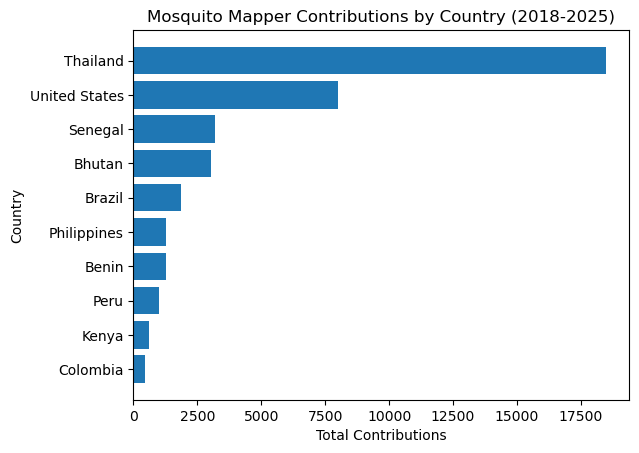 Mosquito Mapper Contributions by Country (2018-2025)
Country
Thailand
United States
Senegal
Bhutan
Brazil
Philippines
Benin
Peru
Kenya
Colombia
0 2500 5000 7500 10000 12500 15000 17500
Total Contributions